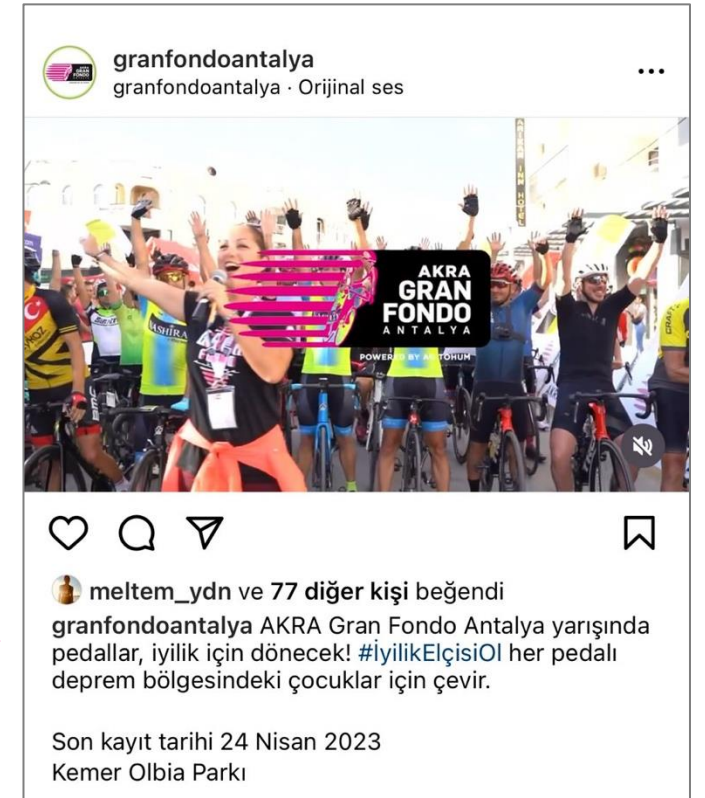 granfondoantalya
granfondoantalya · Orijinal ses
AKRA
GRAN
FONDO
ANTALYA
meltem_ydn ve 77 diğer kişi beğendi
granfondoantalya AKRA Gran Fondo Antalya yarışında
pedallar, iyilik için dönecek! #İyilikElçisiOl her pedalı
deprem bölgesindeki çocuklar için çevir.
Son kayıt tarihi 24 Nisan 2023
Kemer Olbia Parkı